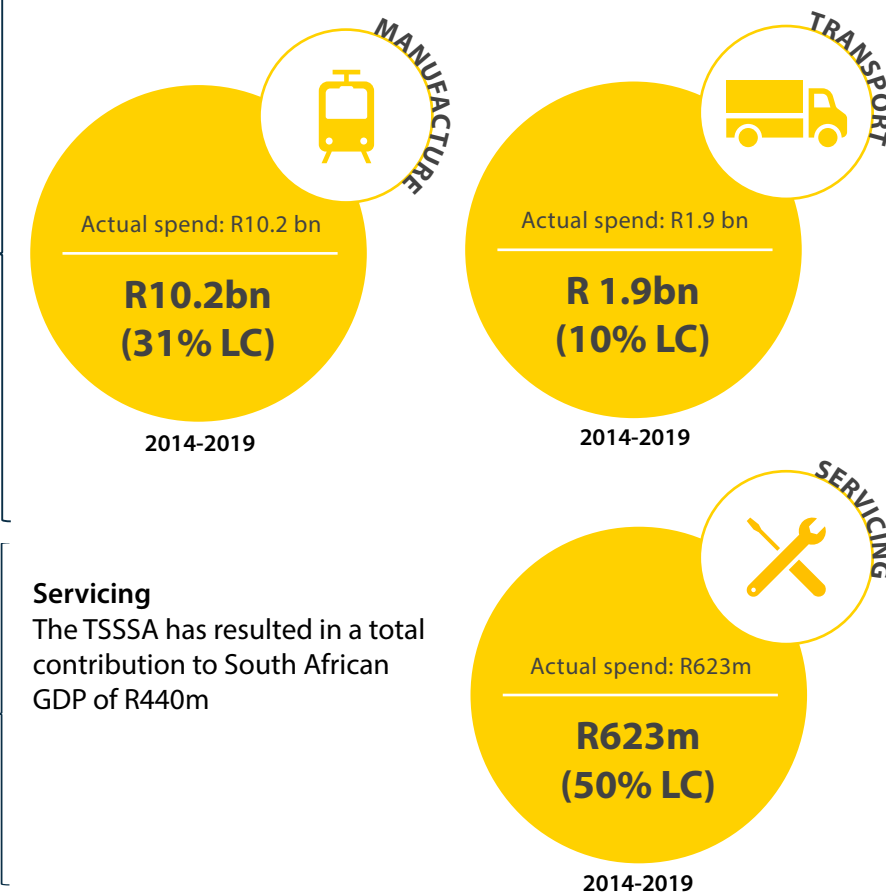 MANUFACTURE
Actual spend: R10.2 bn
R10.2bn
(31% LC)
2014-2019
TRANSPORT
Actual spend: R1.9 bn
R 1.9bn
(10% LC)
2014-2019
Servicing
The TSSSA has resulted in a total
contribution to South African
GDP of R440m
SERVICING
Actual spend: R623m
R623m
(50% LC)
2014-2019